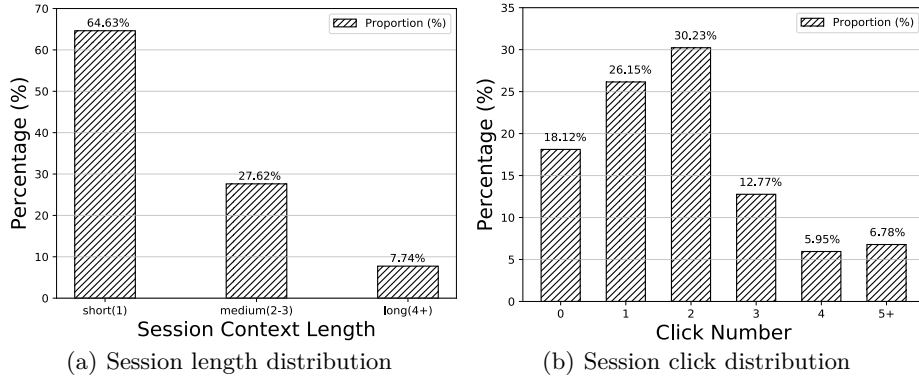 Percentage (%)
70
60
50
40
30
20
10
0
Proportion (%)
64.63%
27.62%
7.74%
short(1)
medium(2-3)
long(4+)
Session Context Length
(a) Session length distribution
Percentage (%)
35
30
25
20
15
10
5
0
Proportion (%)
18.12%
26.15%
30.23%
12.77%
5.95%
6.78%
0
1
2
3
4
5+
Click Number
(b) Session click distribution